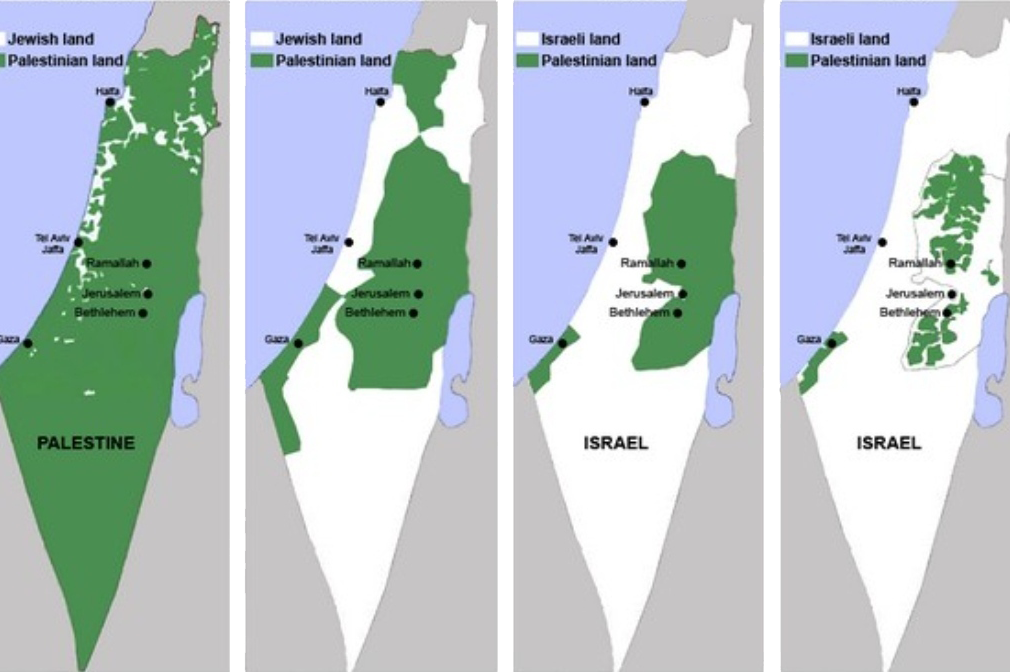 Jewish land
Palestinian land
Haifa
Tel Aviv
Jaffa
Ramallah
Jerusalem
Bethlehem
Gaza
PALESTINE
Jewish land
Palestinian land
Haifa
Tel Aviv
Jaffa
Ramallah
Jerusalem
Bethlehem
Gaza
Israeli land
Palestinian land
Haifa
Tel Aviv
Jaffa
Ramallah
Jerusalem
Bethlehem
Gaza
ISRAEL
Israeli land
Palestinian land
Haifa
Tel Aviv
Jaffa
Ramallah
Jerusalem
Bethlehem
Gaza
ISRAEL